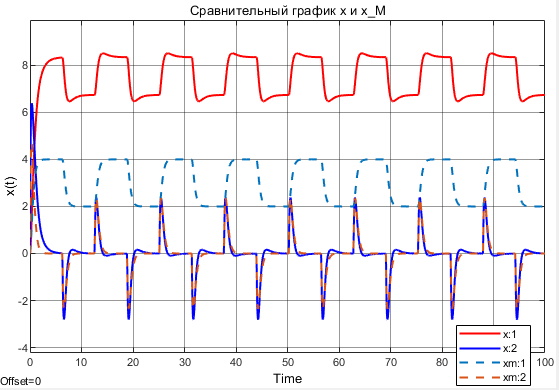 Сравнительный график x и x_M
x(t)
8
6
4
2
0
-2
-4
0 10 20 30 40 50 60 70 80 90 100
Time
Offset=0
x:1
x:2
xm:1
xm:2